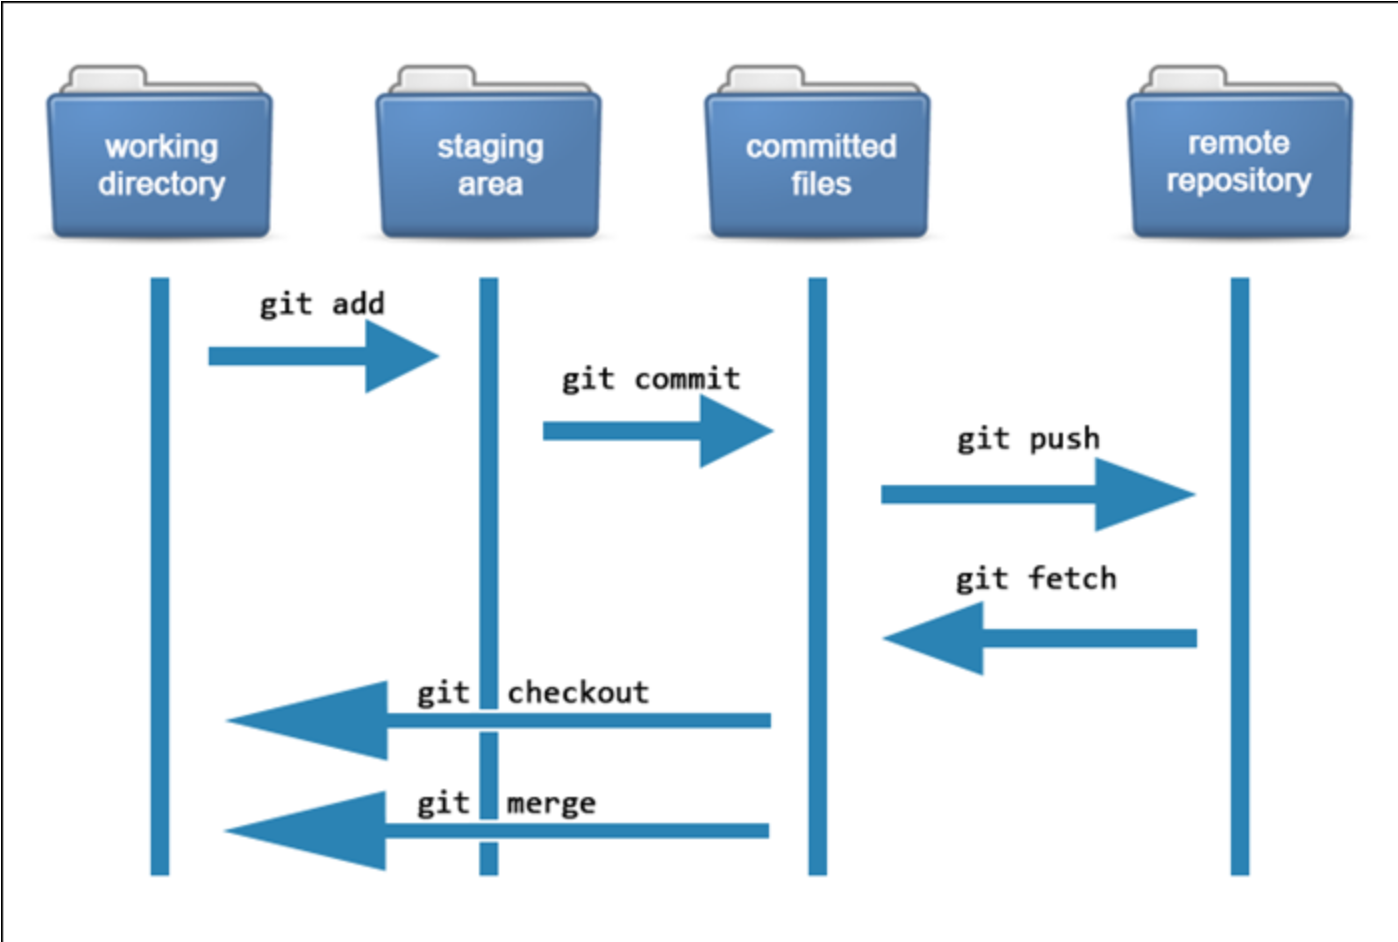 working
directory
staging
area
committed
files
remote
repository
git add
git commit
git push
git fetch
git checkout
git merge